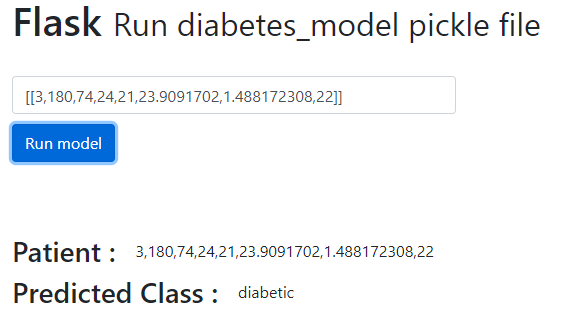 Flask Run diabetes_model pickle file
[[3,180,74,24,21,23.9091702,1.488172308,22]]
Run model
Patient : 3,180,74,24,21,23.9091702,1.488172308,22
Predicted Class : diabetic